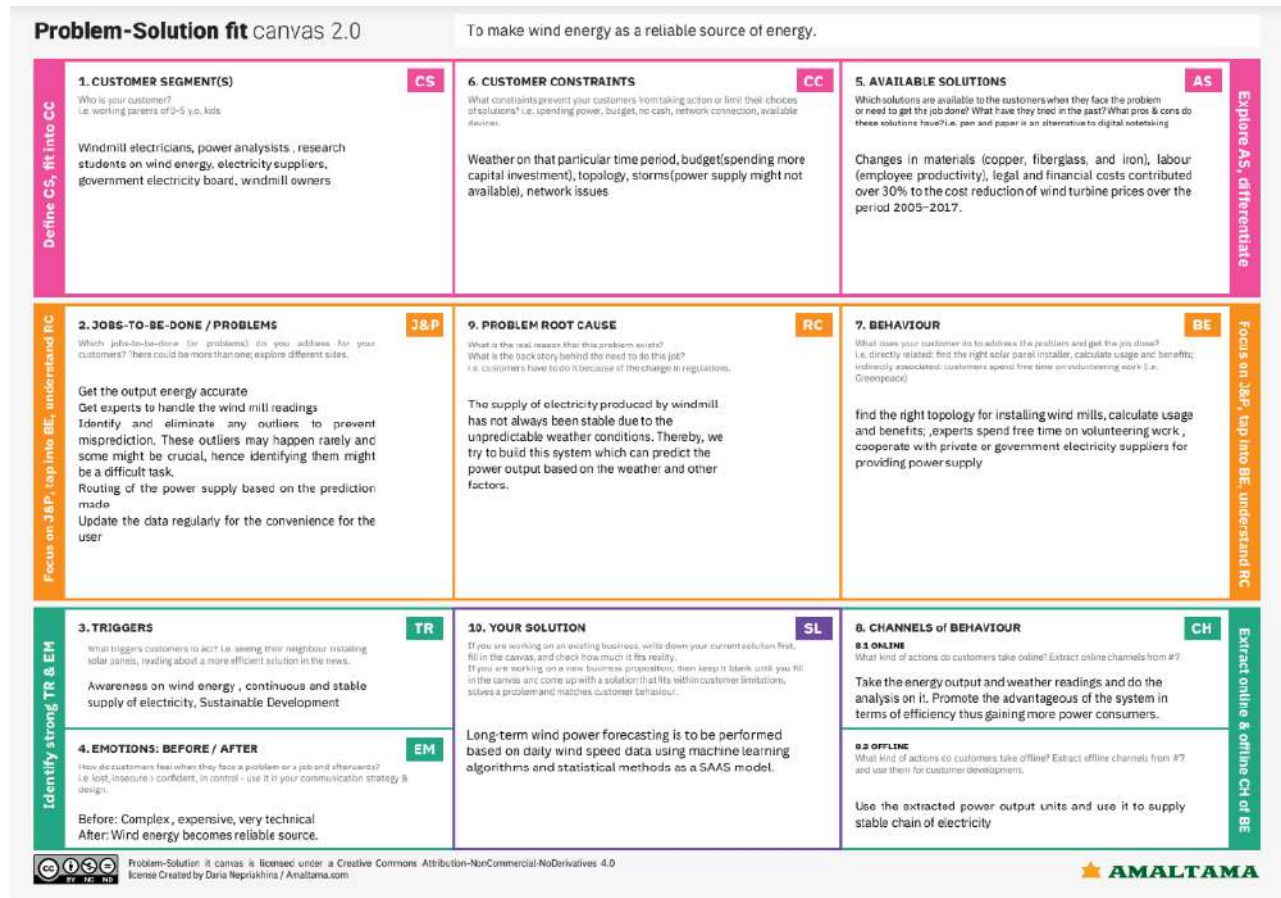 Problem-Solution fit canvas 2.0
To make wind energy as a reliable source of energy.
Define CS, fit into CC
1. CUSTOMER SEGMENT(S)
CS
Who is your customer?
i.e. working parents of 0-5 y.o. kids
Windmill electricians, power analysists , research
students on wind energy, electricity suppliers,
government electricity board, windmill owners
6. CUSTOMER CONSTRAINTS
CC
What constraints prevent your customers from taking action or limit their choices
of solutions? i.e. spending power, budget, no cash, network connection, available
devices.
Weather on that particular time period, budget(spending more
capital investment), topology, storms(power supply might not
available), network issues
5. AVAILABLE SOLUTIONS
AS
Which solutions are available to the customers when they face the problem
or need to get the job done? What have they tried in the past? What pros & cons do
these solutions have? i.e. pen and paper is an alternative to digital notetaking
Changes in materials (copper, fiberglass, and iron), labour
(employee productivity), legal and financial costs contributed
over 30% to the cost reduction of wind turbine prices over the
period 2005–2017.
Explore AS, differentiate
Focus on J&P, tap into BE, understand RC
2. JOBS-TO-BE-DONE / PROBLEMS
J&P
Which jobs-to-be-done (or problems) do you address for your
customers? There could be more than one; explore different sides.
Get the output energy accurate
Get experts to handle the wind mill readings
Identify and eliminate any outliers to prevent
misprediction. These outliers may happen rarely and
some might be crucial, hence identifying them might
be a difficult task.
Routing of the power supply based on the prediction
made
Update the data regularly for the convenience for the
user
9. PROBLEM ROOT CAUSE
RC
What is the real reason that this problem exists?
What is the back story behind the need to do this job?
i.e. customers have to do it because of the change in regulations.
The supply of electricity produced by windmill
has not always been stable due to the
unpredictable weather conditions. Thereby, we
try to build this system which can predict the
power output based on the weather and other
factors.
7. BEHAVIOUR
BE
What does your customer do to address the problem and get the job done?
i.e. directly related: find the right solar panel installer, calculate usage and benefits;
indirectly associated: customers spend free time on volunteering work (i.e.
Greenpeace)
find the right topology for installing wind mills, calculate usage
and benefits; ,experts spend free time on volunteering work ,
cooperate with private or government electricity suppliers for
providing power supply
Focus on J&P, tap into BE, understand RC
Identify strong TR & EM
3. TRIGGERS
TR
What triggers customers to act? i.e. seeing their neighbour installing
solar panels, reading about a more efficient solution in the news.
Awareness on wind energy , continuous and stable
supply of electricity, Sustainable Development
4. EMOTIONS: BEFORE / AFTER
EM
How do customers feel when they face a problem or a job and afterwards?
i.e. lost, insecure > confident, in control - use it in your communication strategy &
design.
Before: Complex , expensive, very technical
After: Wind energy becomes reliable source.
10. YOUR SOLUTION
SL
If you are working on an existing business, write down your current solution first,
fill in the canvas, and check how much it fits reality.
If you are working on a new business proposition, then keep it blank until you fill
in the canvas and come up with a solution that fits within customer limitations,
solves a problem and matches customer behaviour.
Long-term wind power forecasting is to be performed
based on daily wind speed data using machine learning
algorithms and statistical methods as a SAAS model.
8. CHANNELS of BEHAVIOUR
CH
8.1 ONLINE
What kind of actions do customers take online? Extract online channels from #7
Take the energy output and weather readings and do the
analysis on it. Promote the advantageous of the system in
terms of efficiency thus gaining more power consumers.
8.2 OFFLINE
What kind of actions do customers take offline? Extract offline channels from #7
and use them for customer development.
Use the extracted power output units and use it to supply
stable chain of electricity
Extract online & offline CH of BE
cc
BY NC ND
Problem-Solution it canvas is licensed under a Creative Commons Attribution-NonCommercial-NoDerivatives 4.0
license Created by Daria Nepriakhina / Amaltama.com
AMALTAMA